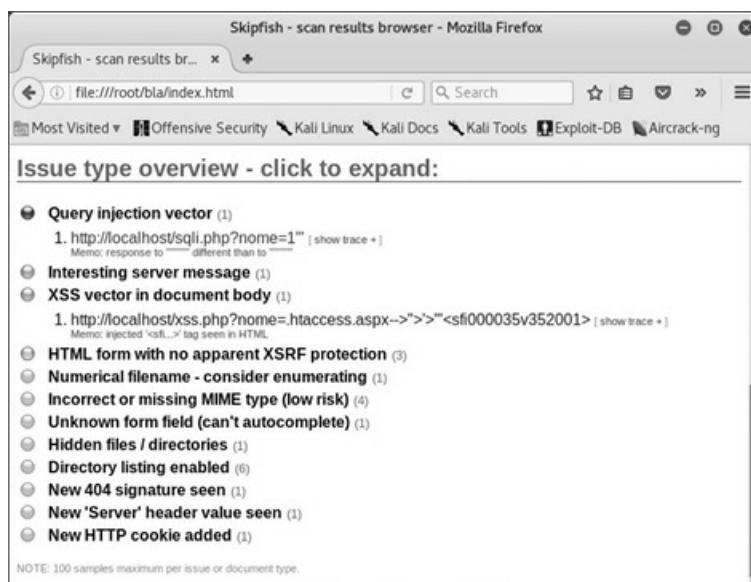 Skipfish - scan results browser - Mozilla Firefox
Skipfish - scan results br... × +
file:///root/bla/index.html Search
Most Visited Offensive Security Kali Linux Kali Docs Kali Tools Exploit-DB Aircrack-ng
Issue type overview - click to expand:
Query injection vector (1)
1. http://localhost/sqli.php?nome=1'" [ show trace + ]
Memo: response to different than to
Interesting server message (1)
XSS vector in document body (1)
1. http://localhost/xss.php?nome=.htaccess.aspx-->">'>'"<sfi000035v352001> [ show trace + ]
Memo: injected '<sfi...>' tag seen in HTML
HTML form with no apparent XSRF protection (3)
Numerical filename - consider enumerating (1)
Incorrect or missing MIME type (low risk) (4)
Unknown form field (can't autocomplete) (1)
Hidden files / directories (1)
Directory listing enabled (6)
New 404 signature seen (1)
New 'Server' header value seen (1)
New HTTP cookie added (1)
NOTE: 100 samples maximum per issue or document type.